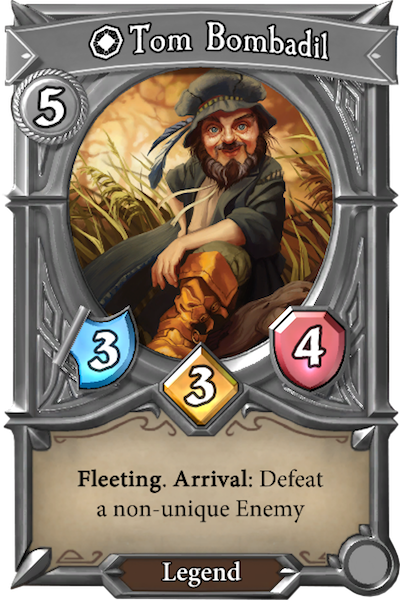 Tom Bombadil
5
3
3
4
Fleeting. Arrival: Defeat
a non-unique Enemy
Legend